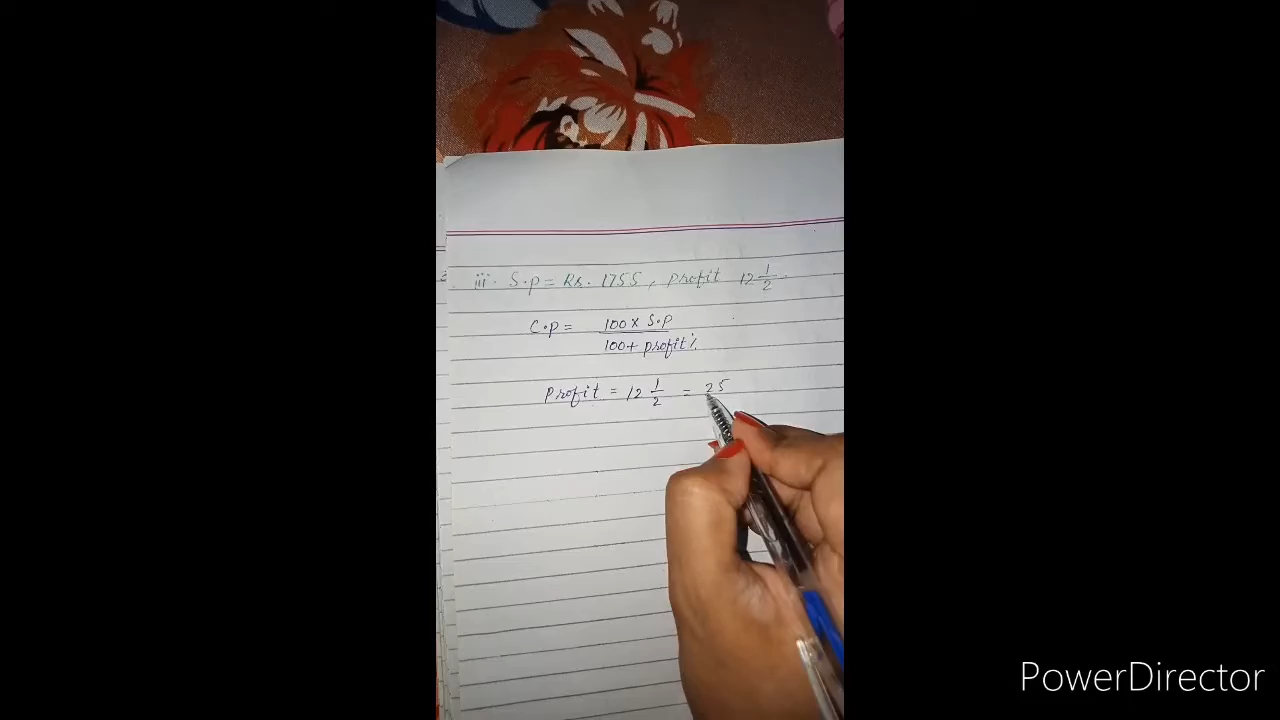 iii. S.p = Rs. 1755, profit 12 1/2
C.p = 100 x S.p / 100 + profit %
Profit = 12 1/2 = 25
PowerDirector